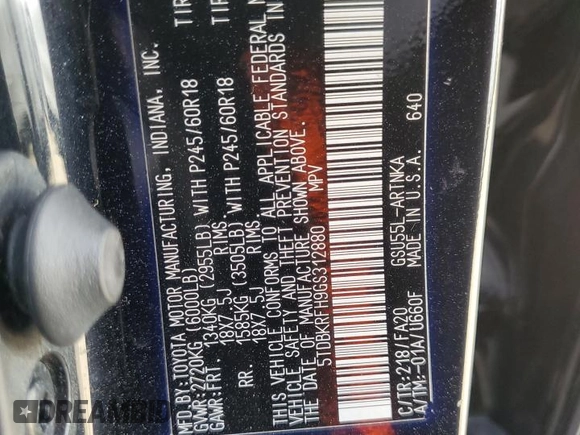 MFD.BY:TOYOTA MOTOR MANUFACTURING, INDIANA, INC.
GVWR:2720KG(6000LB)
GAWR:FRT. 1340KG (2955LB) WITH P245/60R18 TIR
18X7.5J RIMS
RR. 1585KG (3505LB) WITH P245/60R18 TIR
18X7.5J RIMS
THIS VEHICLE CONFORMS TO ALL APPLICABLE FEDERAL M
VEHICLE SAFETY AND THEFT PREVENTION STANDARDS IN
THE DATE OF MANUFACTURE SHOWN ABOVE.
5TDBKRFH9GS312880 MPV
C/TR:218/FA20 GSU55L-ARTNKA 640
A/TM:-01A/U660F MADE IN U.S.A.
DREAMBID